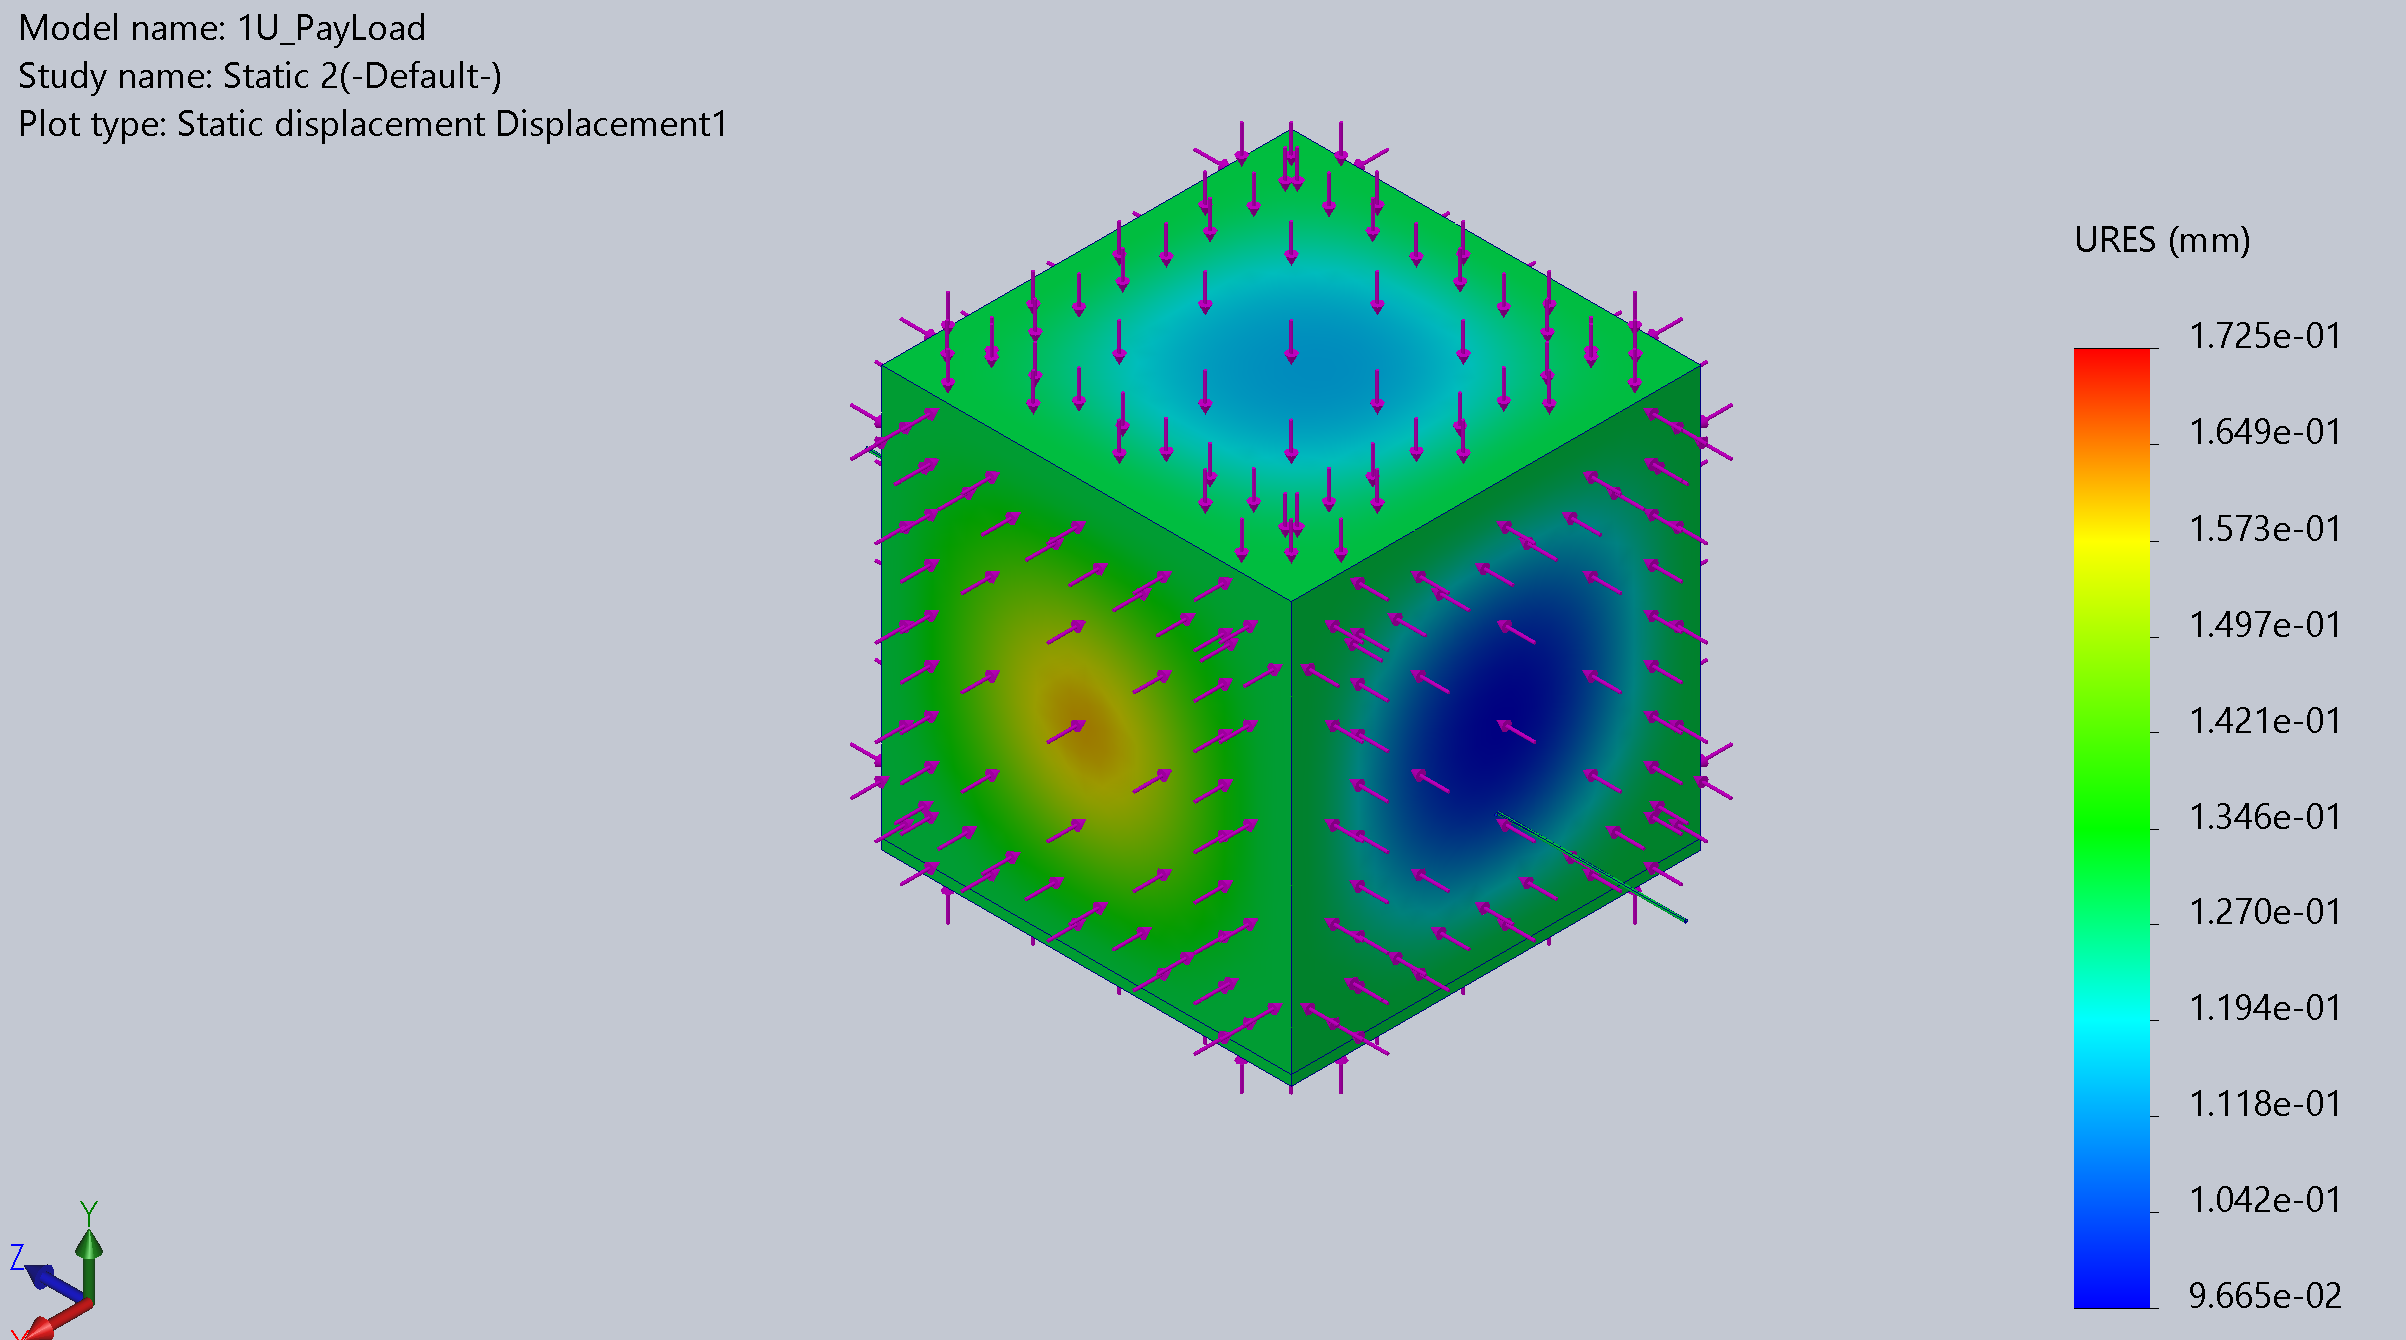 Model name: 1U_PayLoad
Study name: Static 2(-Default-)
Plot type: Static displacement Displacement1
URES (mm)
1.725e-01
1.649e-01
1.573e-01
1.497e-01
1.421e-01
1.346e-01
1.270e-01
1.194e-01
1.118e-01
1.042e-01
9.665e-02
Y
Z